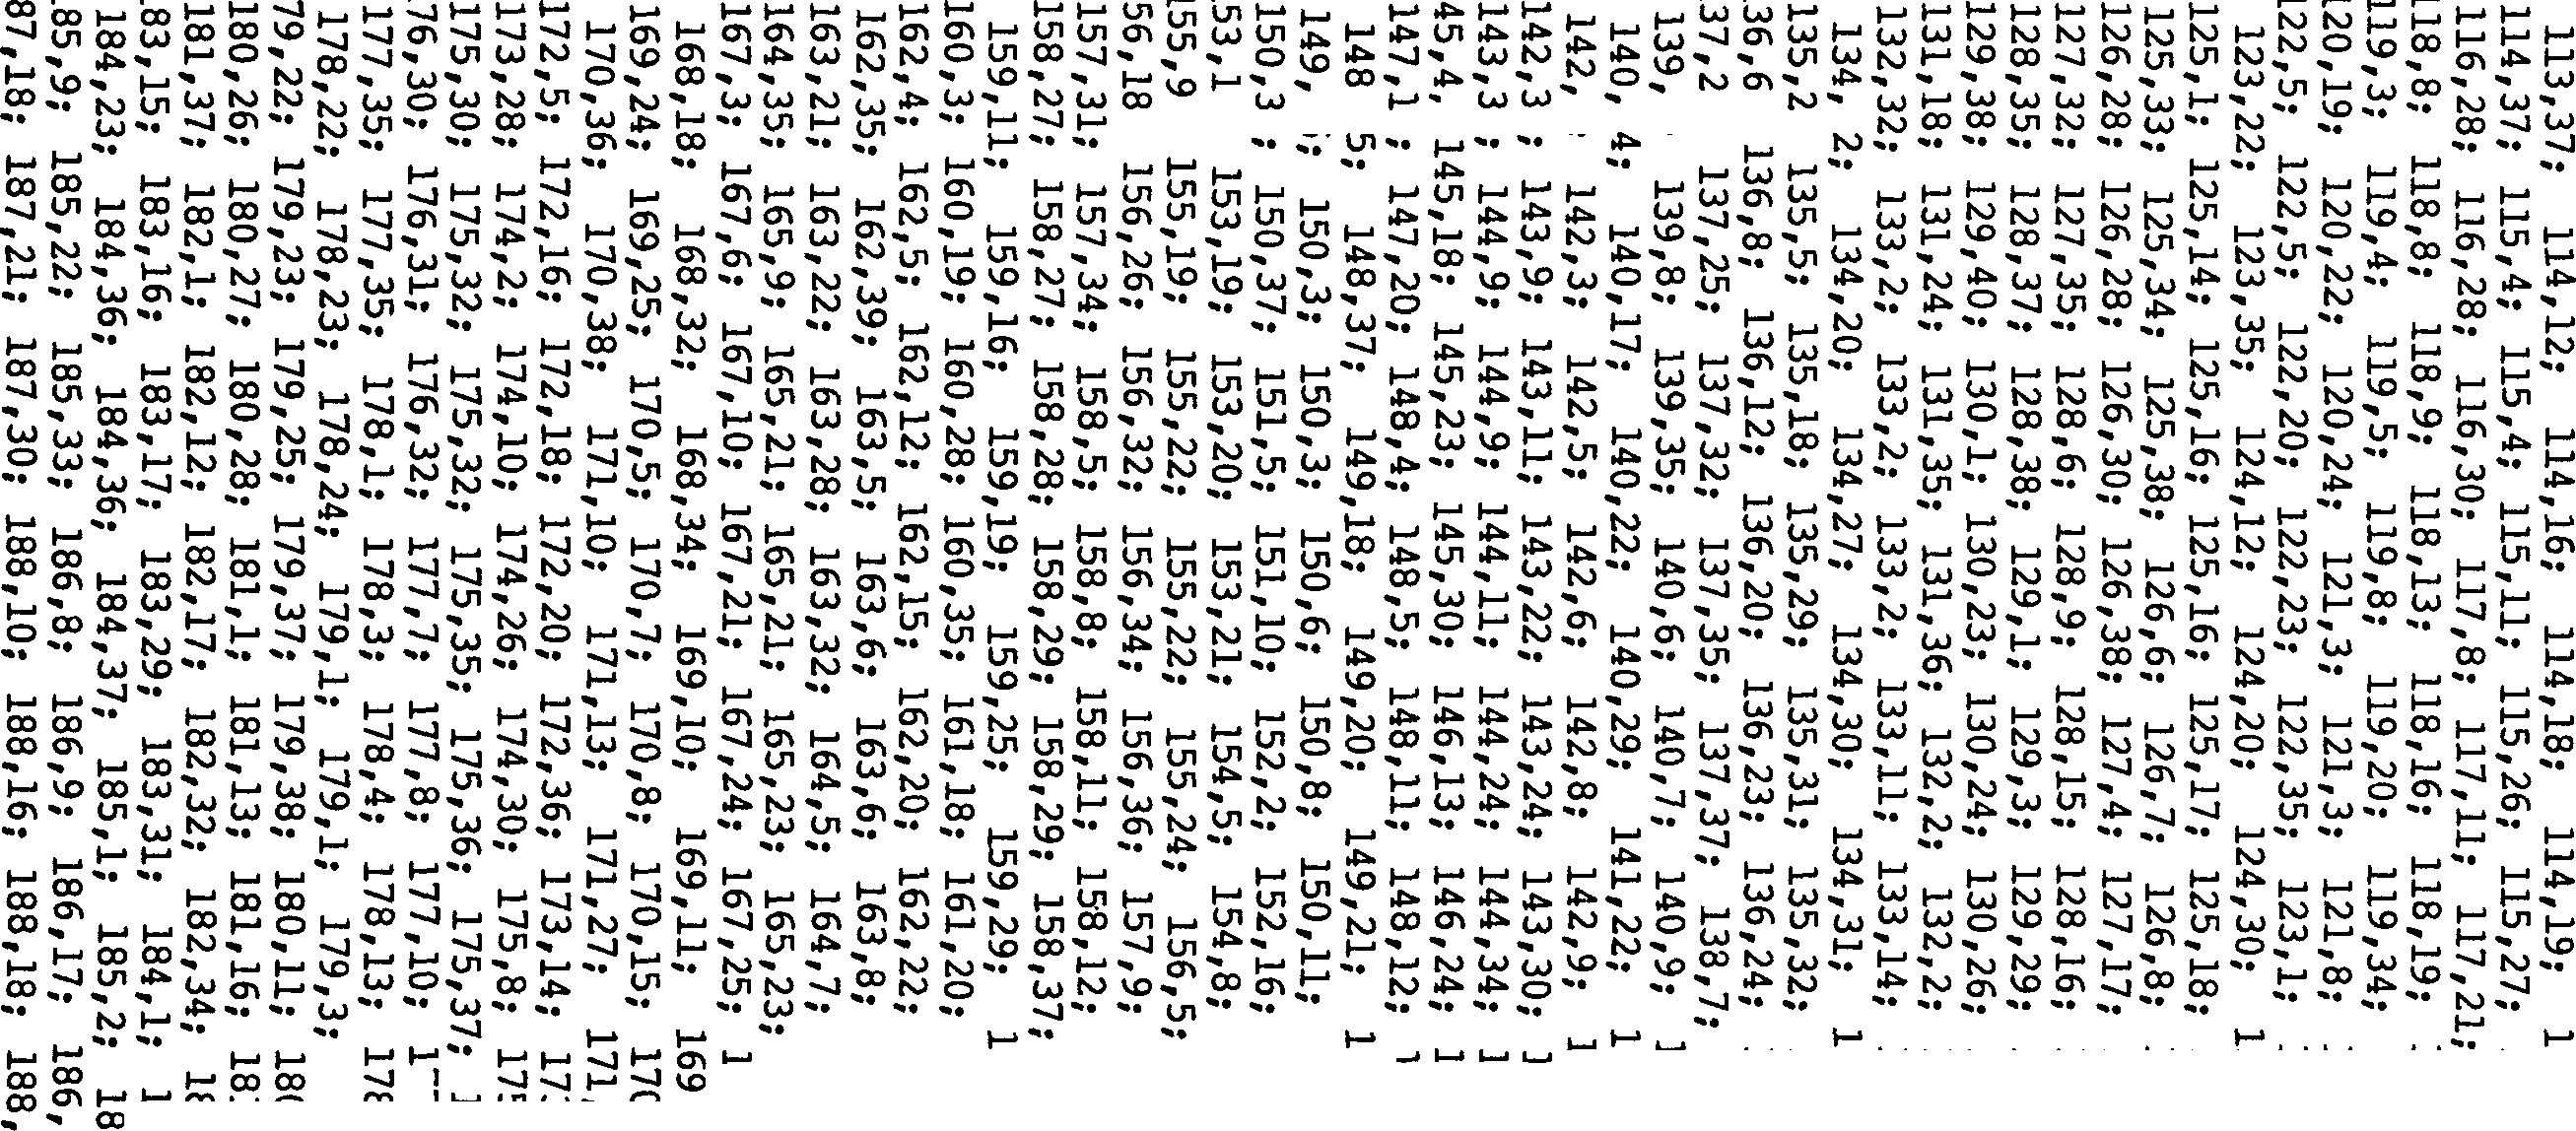 113,37; 114,12; 114,16; 114,18; 114,19; 1
114,37; 115,4; 115,4; 115,11; 115,26; 115,27;
116,28; 116,28; 116,30; 117,8; 117,11; 117,21;
118,8; 118,8; 118,9; 118,13; 118,16; 118,19;
119,3; 119,4; 119,5; 119,8; 119,20; 119,34;
120,19; 120,22; 120,24; 121,3; 121,3; 121,8;
122,5; 122,5; 122,20; 122,23; 122,35; 123,1;
123,22; 123,35; 124,12; 124,20; 124,30; 1
125,1; 125,14; 125,16; 125,16; 125,17; 125,18;
125,33; 125,34; 125,38; 126,6; 126,7; 126,8;
126,28; 126,28; 126,30; 126,38; 127,4; 127,17;
127,32; 127,35; 128,6; 128,9; 128,15; 128,16;
128,35; 128,37; 128,38; 129,1; 129,3; 129,29;
129,38; 129,40; 130,1; 130,23; 130,24; 130,26;
131,18; 131,24; 131,35; 131,36; 132,2; 132,2;
132,32; 133,2; 133,2; 133,2; 133,11; 133,14;
134, 2; 134,20; 134,27; 134,30; 134,31; 1
135,2 135,5; 135,18; 135,29; 135,31; 135,32;
36,6 136,8; 136,12; 136,20; 136,23; 136,24;
37,2 137,25; 137,32; 137,35; 137,37; 138,7;
139, 139,8; 139,35; 140,6; 140,7; 140,9; 1
140, 4; 140,17; 140,22; 140,29; 141,22; 1
142, 142,3; 142,5; 142,6; 142,8; 142,9; 1
142,3 ; 143,9; 143,11; 143,22; 143,24; 143,30; 1
143,3 ; 144,9; 144,9; 144,11; 144,24; 144,34; 1
45,4, 145,18; 145,23; 145,30; 146,13; 146,24; 1
147,1 ; 147,20; 148,4; 148,5; 148,11; 148,12; 1
148 5; 148,37; 149,18; 149,20; 149,21; 1
149, ; 150,3; 150,3; 150,6; 150,8; 150,11;
150,3 ; 150,37; 151,5; 151,10; 152,2; 152,16;
53,1 153,19; 153,20; 153,21; 154,5; 154,8;
155,9 155,19; 155,22; 155,22; 155,24; 156,5;
56,18 156,26; 156,32; 156,34; 156,36; 157,9;
157,31; 157,34; 158,5; 158,8; 158,11; 158,12;
158,27; 158,27; 158,28; 158,29; 158,29; 158,37;
159,11; 159,16; 159,19; 159,25; 159,29; 1
160,3; 160,19; 160,28; 160,35; 161,18; 161,20;
162,4; 162,5; 162,12; 162,15; 162,20; 162,22;
162,35; 162,39; 163,5; 163,6; 163,6; 163,8;
163,21; 163,22; 163,28; 163,32; 164,5; 164,7;
164,35; 165,9; 165,21; 165,21; 165,23; 165,23;
167,3; 167,6; 167,10; 167,21; 167,24; 167,25; 1
168,18; 168,32; 168,34; 169,10; 169,11; 169
169,24; 169,25; 170,5; 170,7; 170,8; 170,15; 170
170,36; 170,38; 171,10; 171,13; 171,27; 171
172,5; 172,16; 172,18; 172,20; 172,36; 173,14; 17
173,28; 174,2; 174,10; 174,26; 174,30; 175,8; 175
175,30; 175,32; 175,32; 175,35; 175,36; 175,37; 1
76,30; 176,31; 176,32; 177,7; 177,8; 177,10; 1
177,35; 177,35; 178,1; 178,3; 178,4; 178,13; 178
178,22; 178,23; 178,24; 179,1; 179,1; 179,3;
79,22; 179,23; 179,25; 179,37; 179,38; 180,11; 180
180,26; 180,27; 180,28; 181,1; 181,13; 181,16; 18
181,37; 182,1; 182,12; 182,17; 182,32; 182,34; 18
83,15; 183,16; 183,17; 183,29; 183,31; 184,1; 1
184,23; 184,36; 184,36; 184,37; 185,1; 185,2; 18
85,9; 185,22; 185,33; 186,8; 186,9; 186,17; 186,
87,18; 187,21; 187,30; 188,10; 188,16; 188,18; 188,